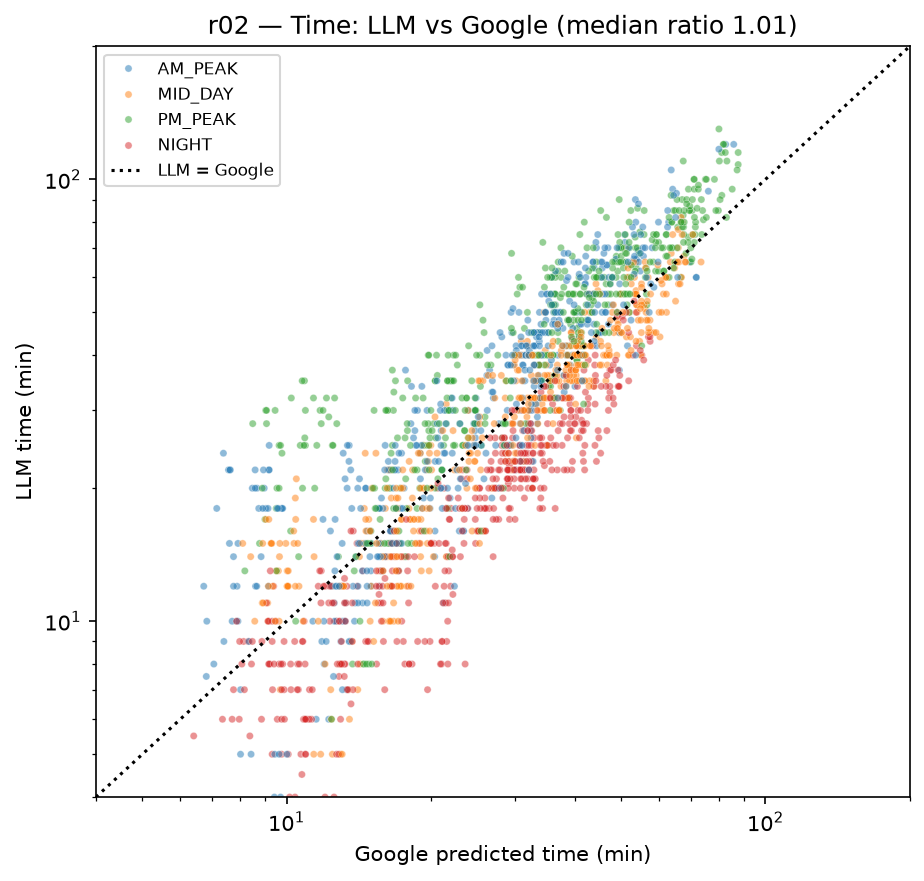 r02 — Time: LLM vs Google (median ratio 1.01)
AM_PEAK
MID_DAY
PM_PEAK
NIGHT
LLM = Google
10²
10¹
LLM time (min)
10¹
10²
Google predicted time (min)